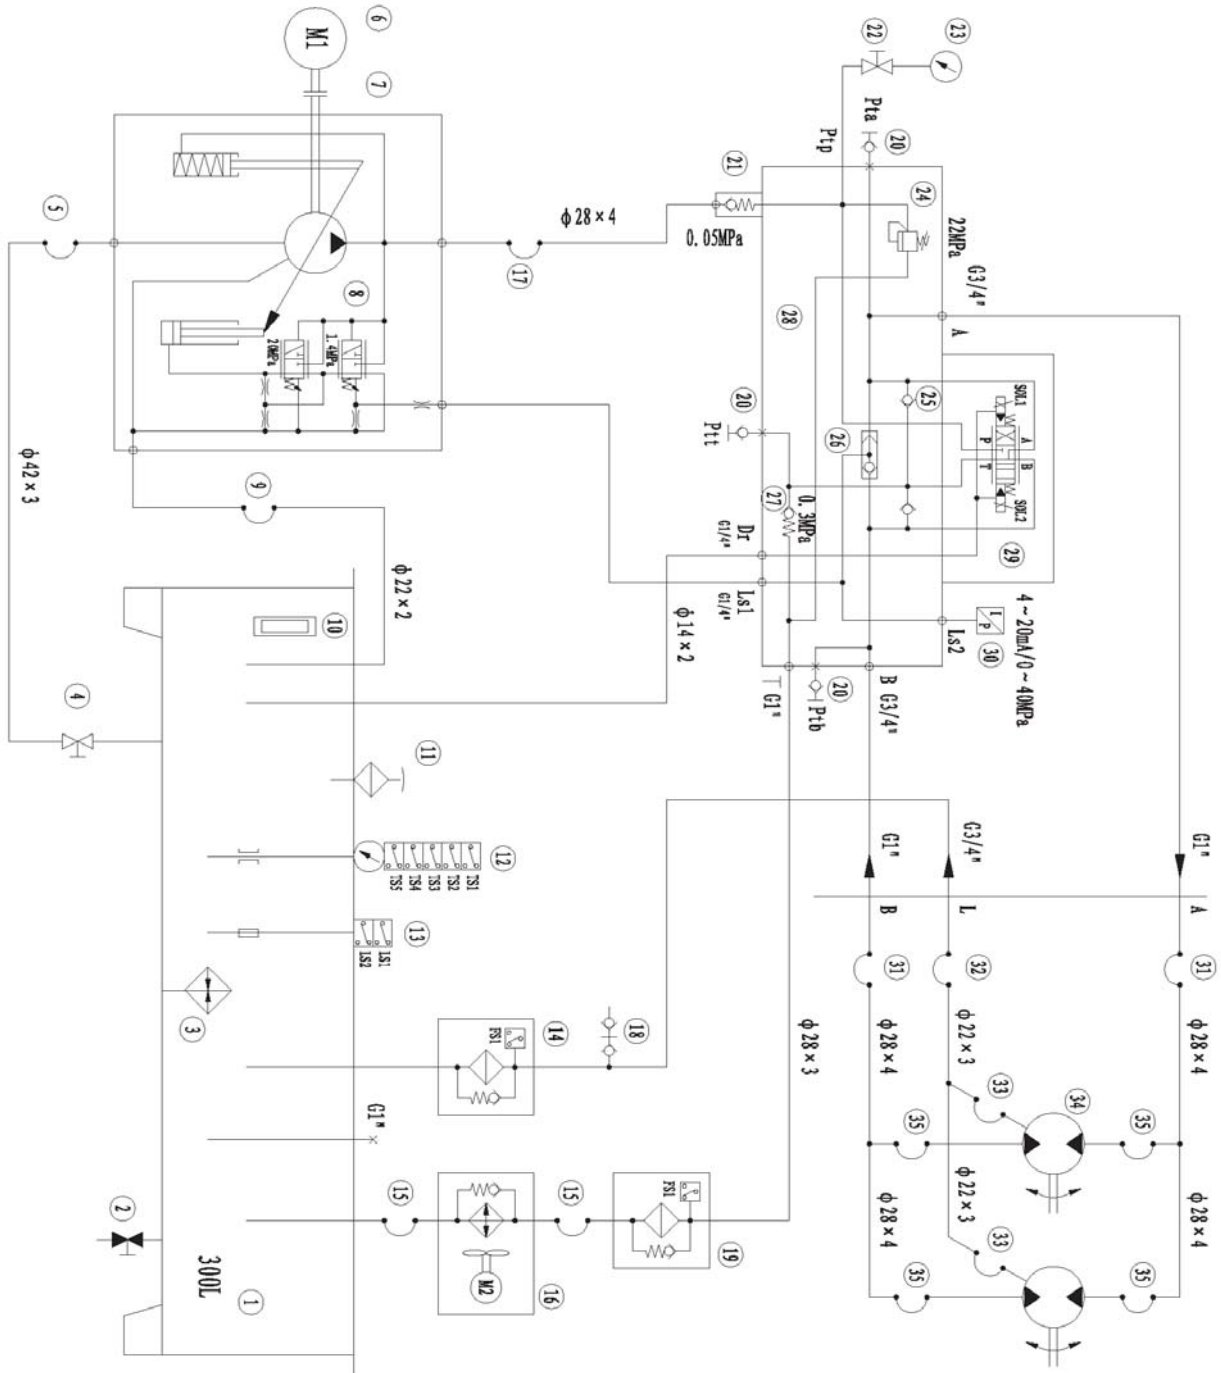 6
M1
7
5
8
20MPa
1.4MPa
17
ϕ28×4
ϕ42×3
9
ϕ22×2
22
23
Pta
20
Ptp
21
0.05MPa
24
22MPa
G3/4"
A
28
25
26
SOL1
A
B
P
T
SOL2
20
Ptt
27
0.3MPa
Dr
G1/4"
Ls1
G1/4"
29
ϕ14×2
Ls2
30
I
P
4~20mA/0~40MPa
T G1"
20
Ptb
B G3/4"
10
4
11
12
TS5
TS4
TS3
TS2
TS1
13
LS2
LS1
3
14
FS1
18
G1"
2
300L
1
15
M2
16
15
FS1
19
ϕ28×3
G1"
G3/4"
G1"
B
L
A
31
32
31
ϕ28×4
ϕ22×3
ϕ28×4
33
34
35
35
ϕ28×4
ϕ22×3
ϕ28×4
33
35
35